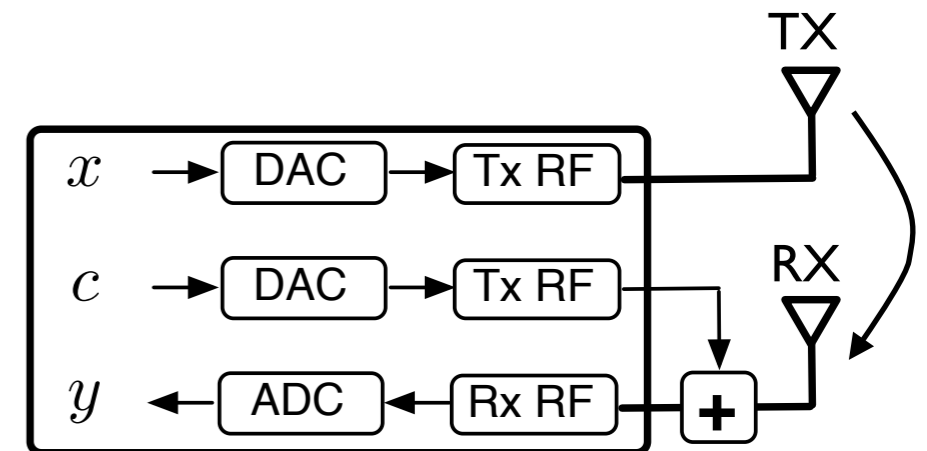 TX
x DAC Tx RF
c DAC Tx RF
RX
y ADC Rx RF +